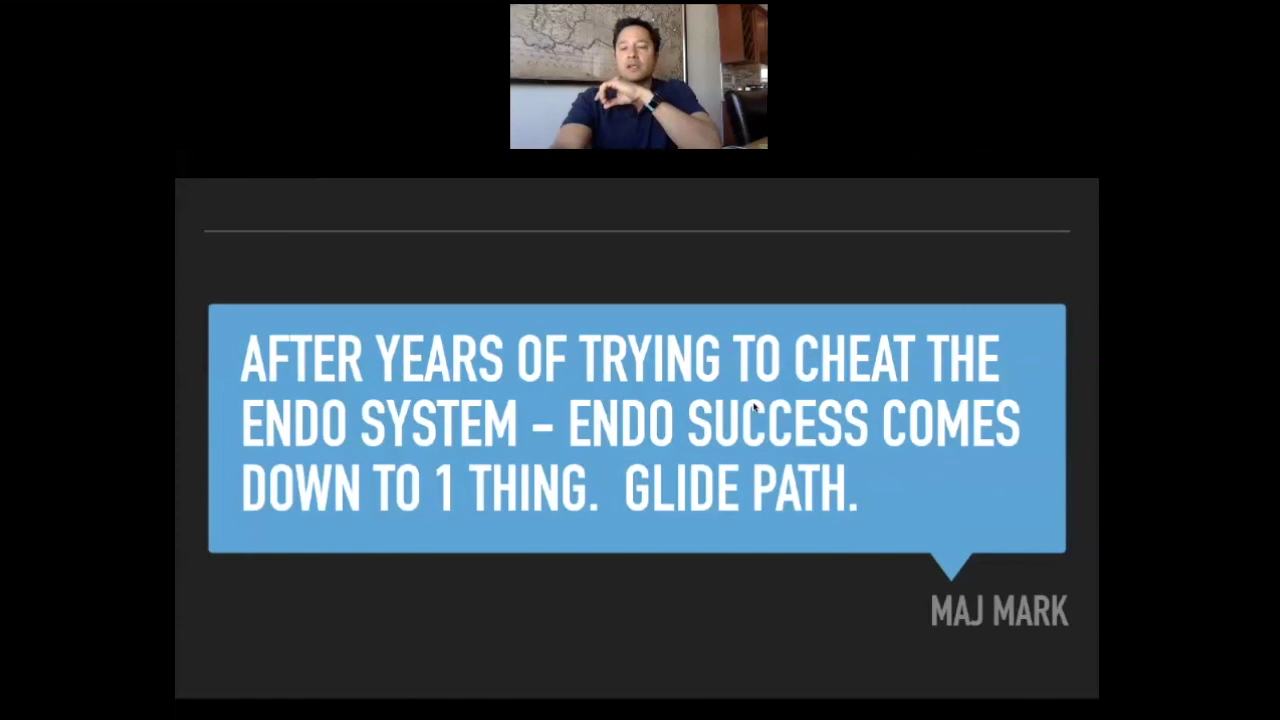 AFTER YEARS OF TRYING TO CHEAT THE
ENDO SYSTEM - ENDO SUCCESS COMES
DOWN TO 1 THING. GLIDE PATH.
MAJ MARK